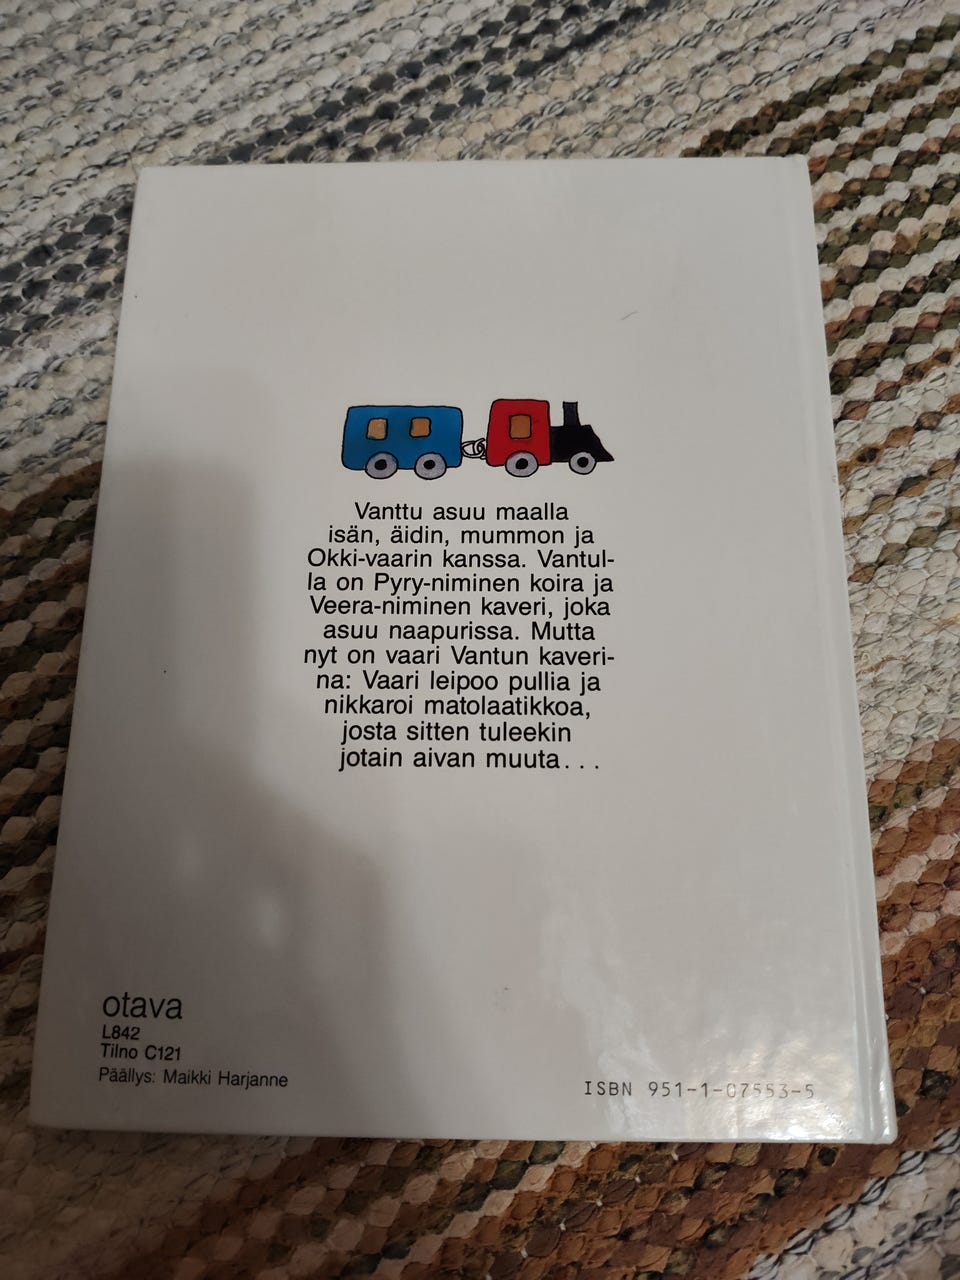 Vanttu asuu maalla
isän, äidin, mummon ja
Okki-vaarin kanssa. Vantul-
la on Pyry-niminen koira ja
Veera-niminen kaveri, joka
asuu naapurissa. Mutta
nyt on vaari Vantun kaveri-
na: Vaari leipoo pullia ja
nikkaroi matolaatikkoa,
josta sitten tuleekin
jotain aivan muuta...
otava
L842
Tilno C121
Päällys: Maikki Harjanne
ISBN 951-1-07553-5